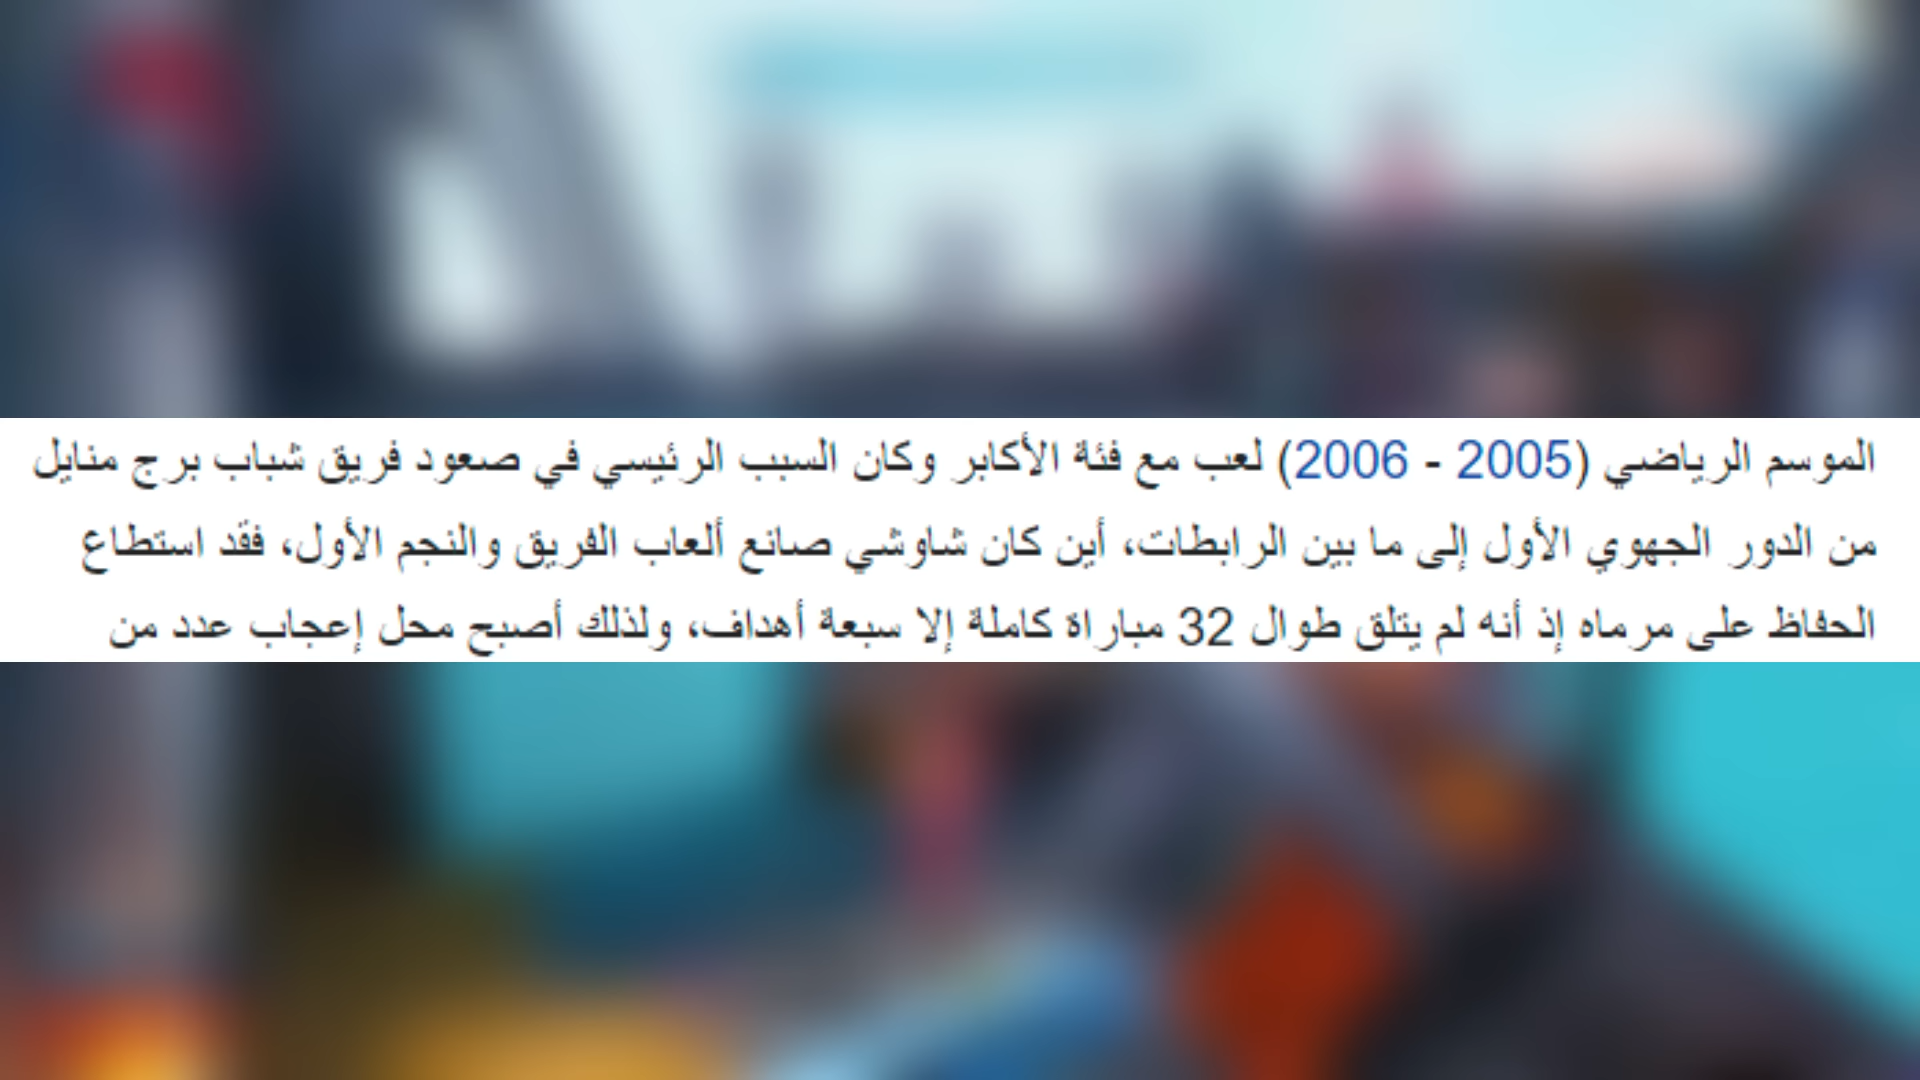 الموسم الرياضي (2005 - 2006) لعب مع فئة الأكابر وكان السبب الرئيسي في صعود فريق شباب برج منايل
من الدور الجهوي الأول إلى ما بين الرابطات، أين كان شاوشي صانع ألعاب الفريق والنجم الأول، فقد استطاع
الحفاظ على مرماه إذ أنه لم يتلق طوال 32 مباراة كاملة إلا سبعة أهداف، ولذلك أصبح محل إعجاب عدد من